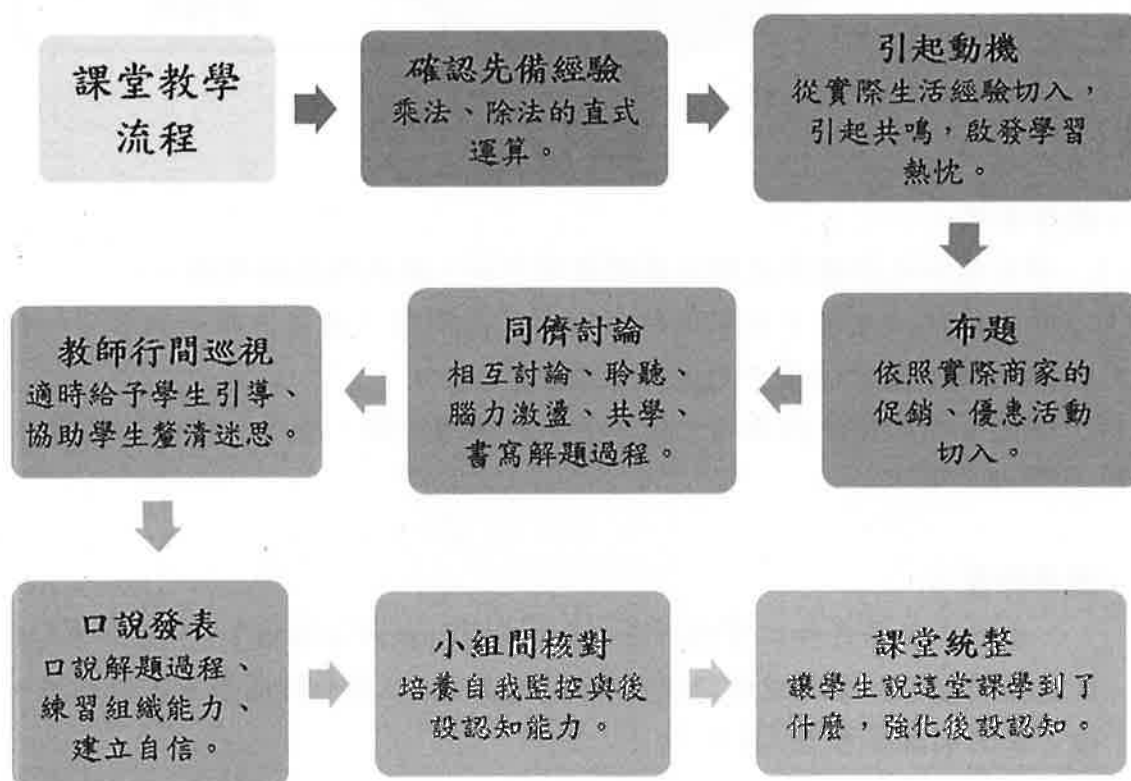 課堂教學
流程
確認先備經驗
乘法、除法的直式
運算。
引起動機
從實際生活經驗切入，
引起共鳴，啟發學習
熱忱。
布題
依照實際商家的
促銷、優惠活動
切入。
同儕討論
相互討論、聆聽、
腦力激盪、共學、
書寫解題過程。
教師行間巡視
適時給予學生引導、
協助學生釐清迷思。
口說發表
口說解題過程、
練習組織能力、
建立自信。
小組間核對
培養自我監控與後
設認知能力。
課堂統整
讓學生說這堂課學到了
什麼，強化後設認知。